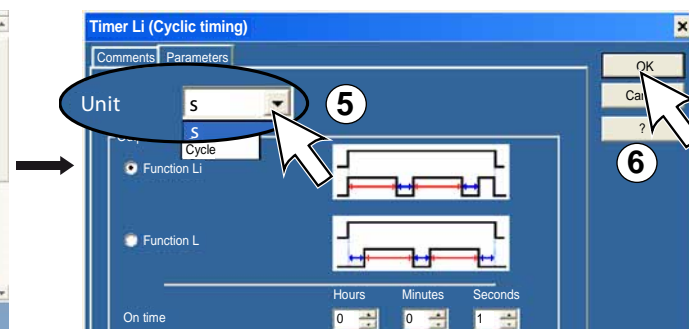 Timer Li (Cyclic timing)
Comments Parameters
OK
Unit S
5
S
Cycle
?
6
Function Li
Function L
Hours Minutes Seconds
On time 0 0 1